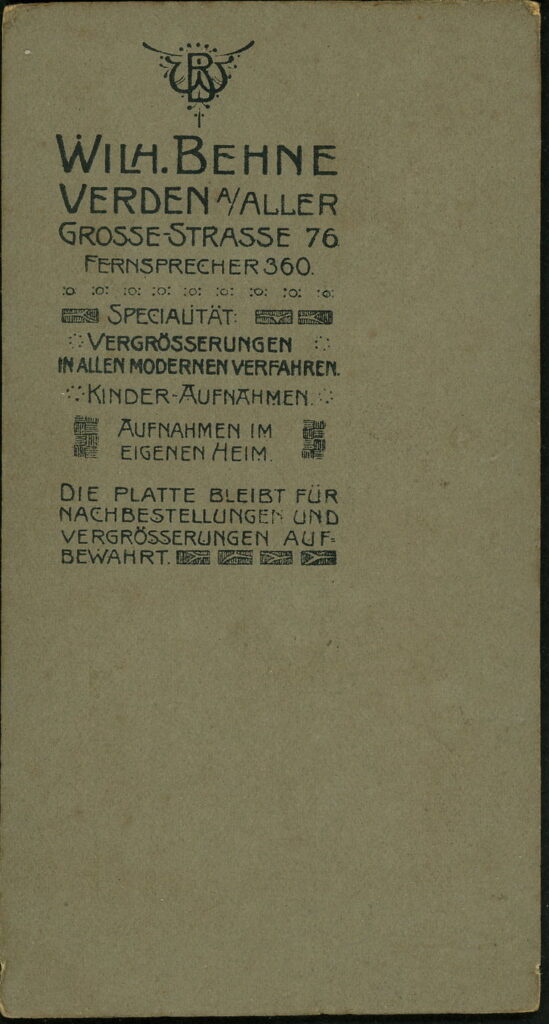 WILH. BEHNE
VERDEN A/ALLER
GROSSE-STRASSE 76
FERNSPRECHER 360.
SPECIALITÄT:
VERGRÖSSERUNGEN
IN ALLEN MODERNEN VERFAHREN.
KINDER-AUFNAHMEN.
AUFNAHMEN IM
EIGENEN HEIM.
DIE PLATTE BLEIBT FÜR
NACHBESTELLUNGEN UND
VERGRÖSSERUNGEN AUF=
BEWAHRT.